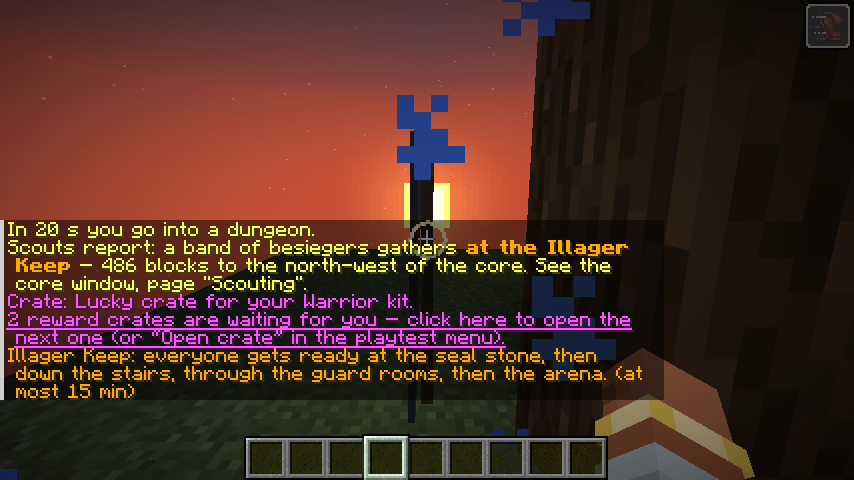 In 20 s you go into a dungeon.
Scouts report: a band of besiegers gathers at the Illager
Keep — 486 blocks to the north-west of the core. See the
core window, page "Scouting".
Crate: Lucky crate for your Warrior kit.
2 reward crates are waiting for you — click here to open the
next one (or "Open crate" in the playtest menu).
Illager Keep: everyone gets ready at the seal stone, then
down the stairs, through the guard rooms, then the arena. (at
most 15 min)